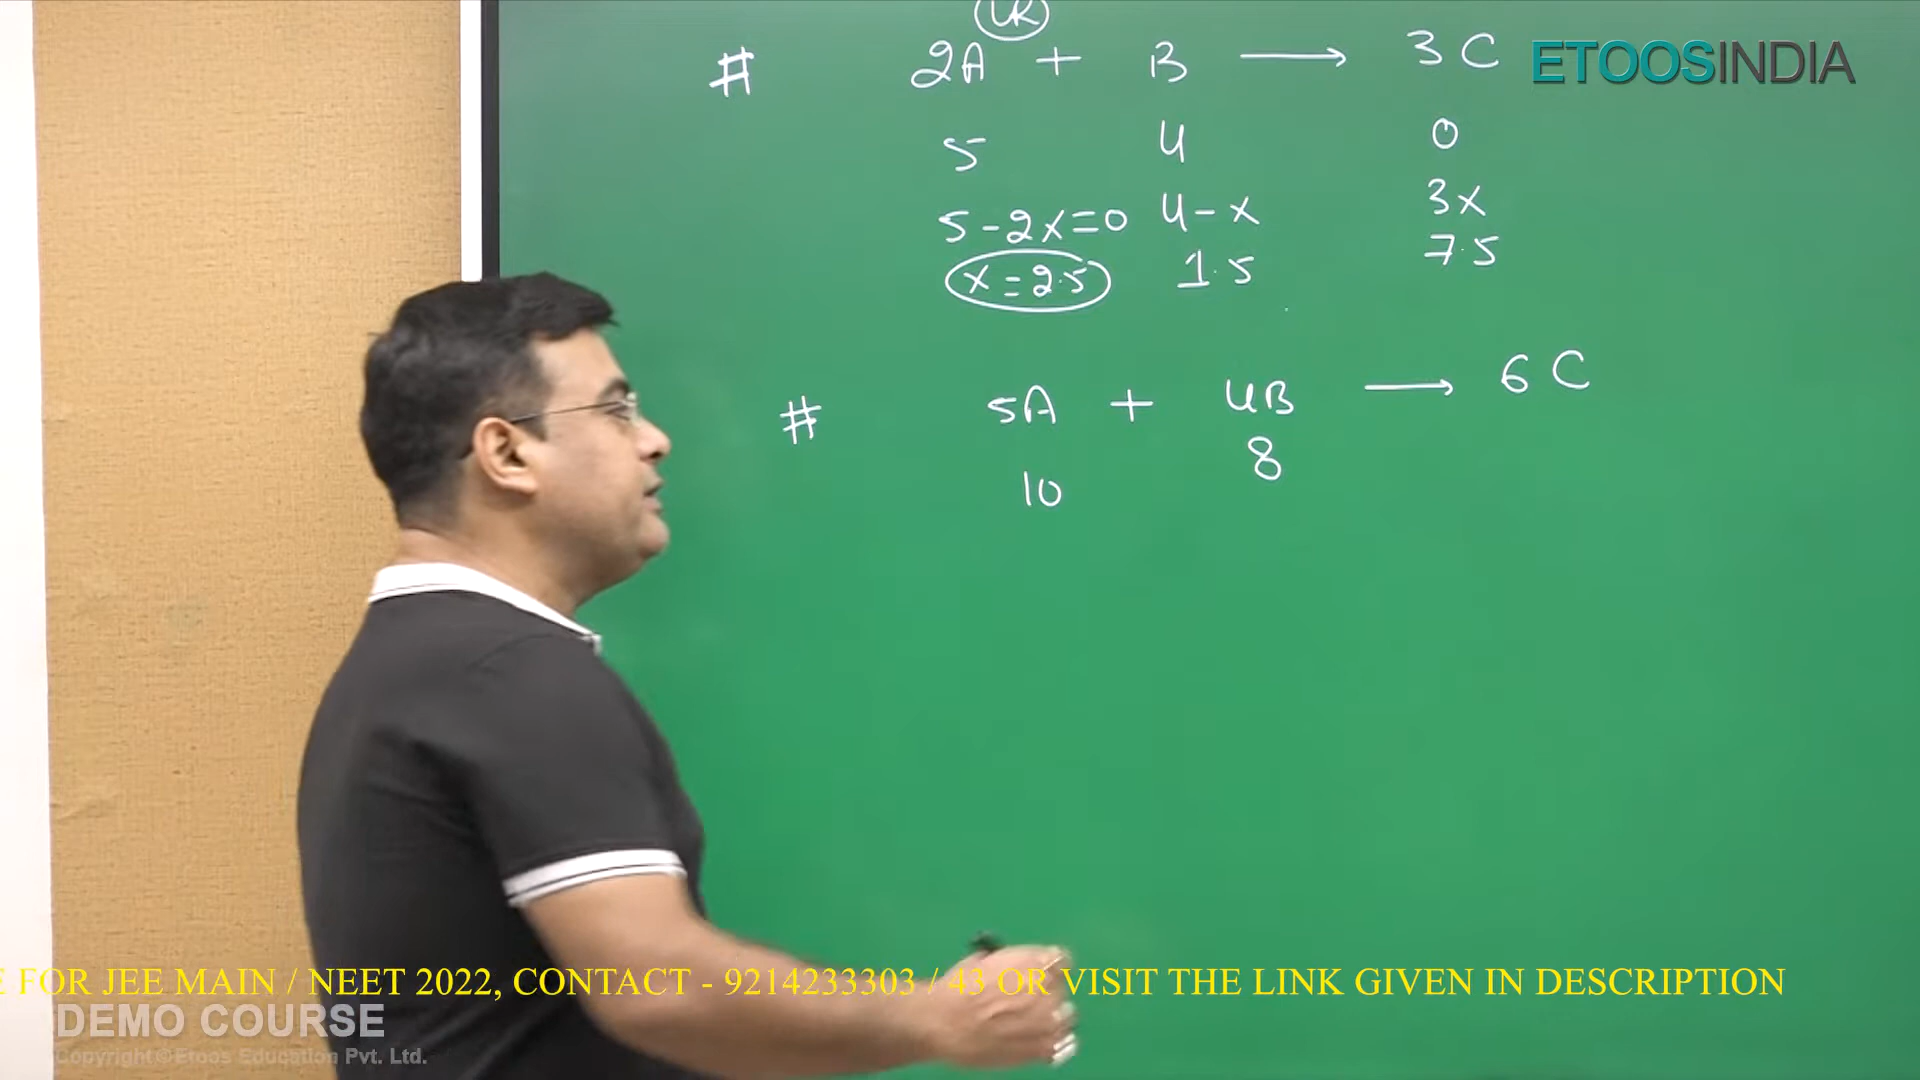 LR
# 2A + B ⟶ 3C
ETOOSINDIA
5 4 0
5-2x=0 4-x 3x
x=2.5 1.5 7.5
# 5A + 4B ⟶ 6C
10 8
FOR JEE MAIN / NEET 2022, CONTACT - 9214233303 / 43 OR VISIT THE LINK GIVEN IN DESCRIPTION
DEMO COURSE
Copyright©Etoos Education Pvt. Ltd.